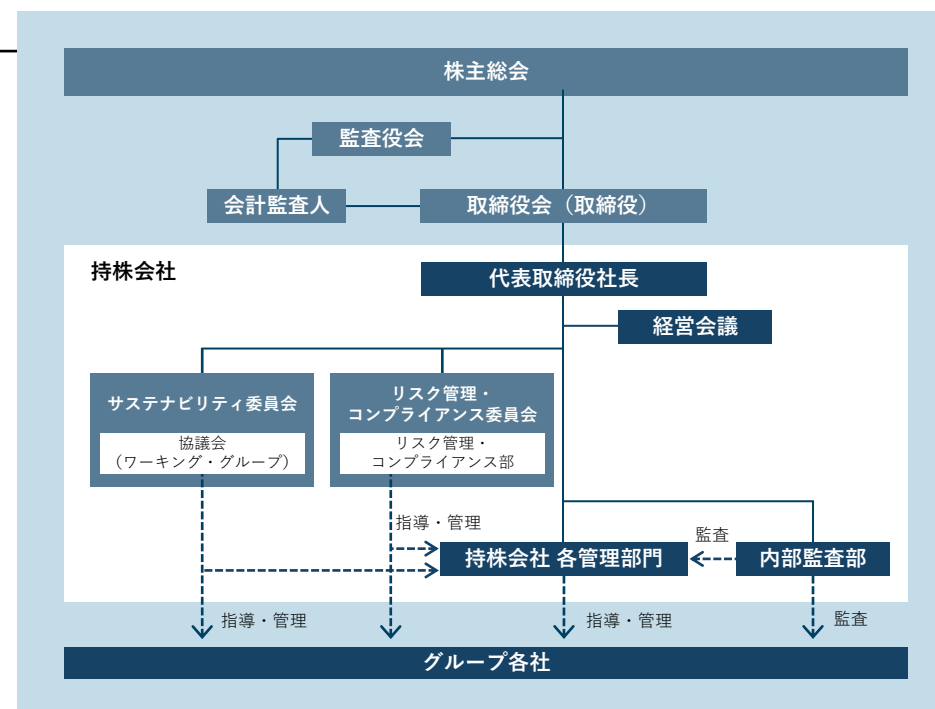 株主総会
監査役会
会計監査人
取締役会（取締役）
持株会社
代表取締役社長
経営会議
サステナビリティ委員会
協議会
（ワーキング・グループ）
リスク管理・
コンプライアンス委員会
リスク管理・
コンプライアンス部
指導・管理
監査
持株会社 各管理部門
内部監査部
指導・管理
指導・管理
監査
グループ各社